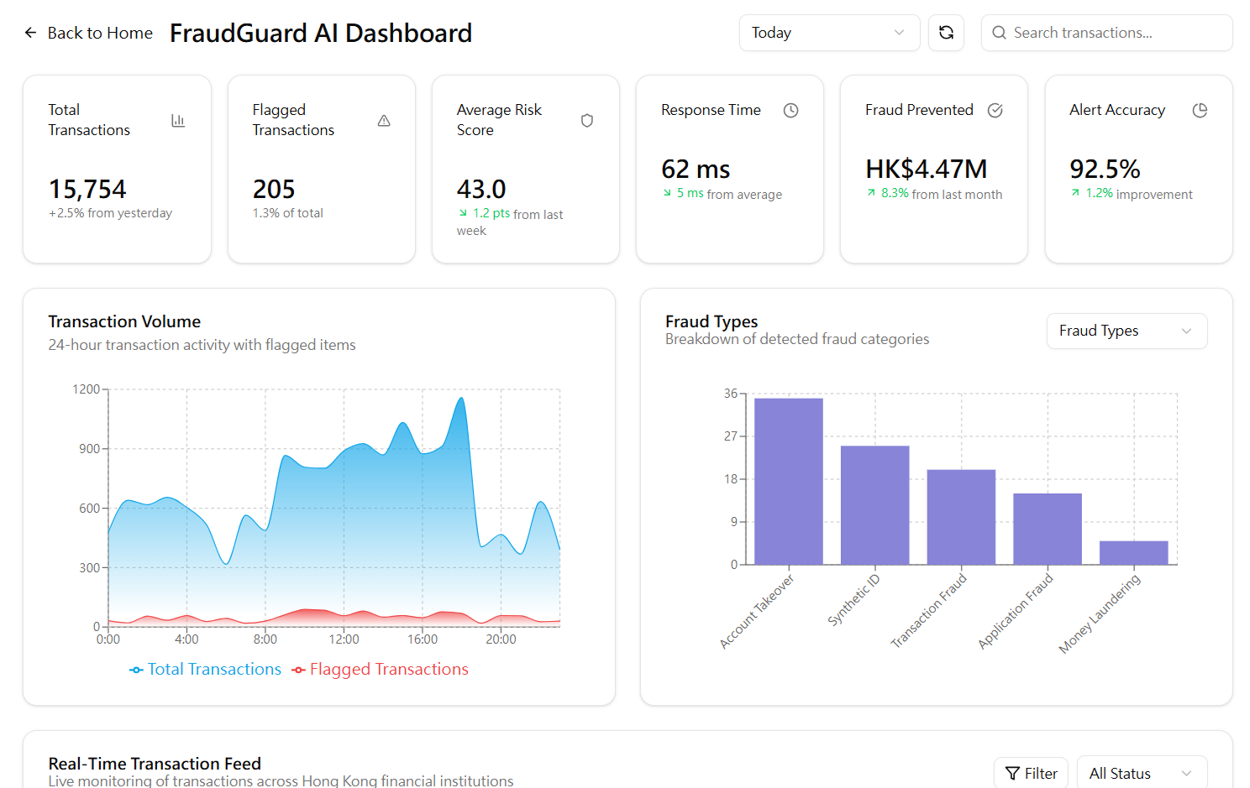 Back to Home
FraudGuard AI Dashboard
Today
Search transactions...
Total
Transactions
15,754
+2.5% from yesterday
Flagged
Transactions
205
1.3% of total
Average Risk
Score
43.0
1.2 pts from last
week
Response Time
62 ms
5 ms from average
Fraud Prevented
HK$4.47M
8.3% from last month
Alert Accuracy
92.5%
1.2% improvement
Transaction Volume
24-hour transaction activity with flagged items
1200
900
600
300
0
0:00
4:00
8:00
12:00
16:00
20:00
Total Transactions
Flagged Transactions
Fraud Types
Breakdown of detected fraud categories
Fraud Types
36
27
18
9
0
Account Takeover
Synthetic ID
Transaction Fraud
Application Fraud
Money Laundering
Real-Time Transaction Feed
Live monitoring of transactions across Hong Kong financial institutions
Filter
All Status